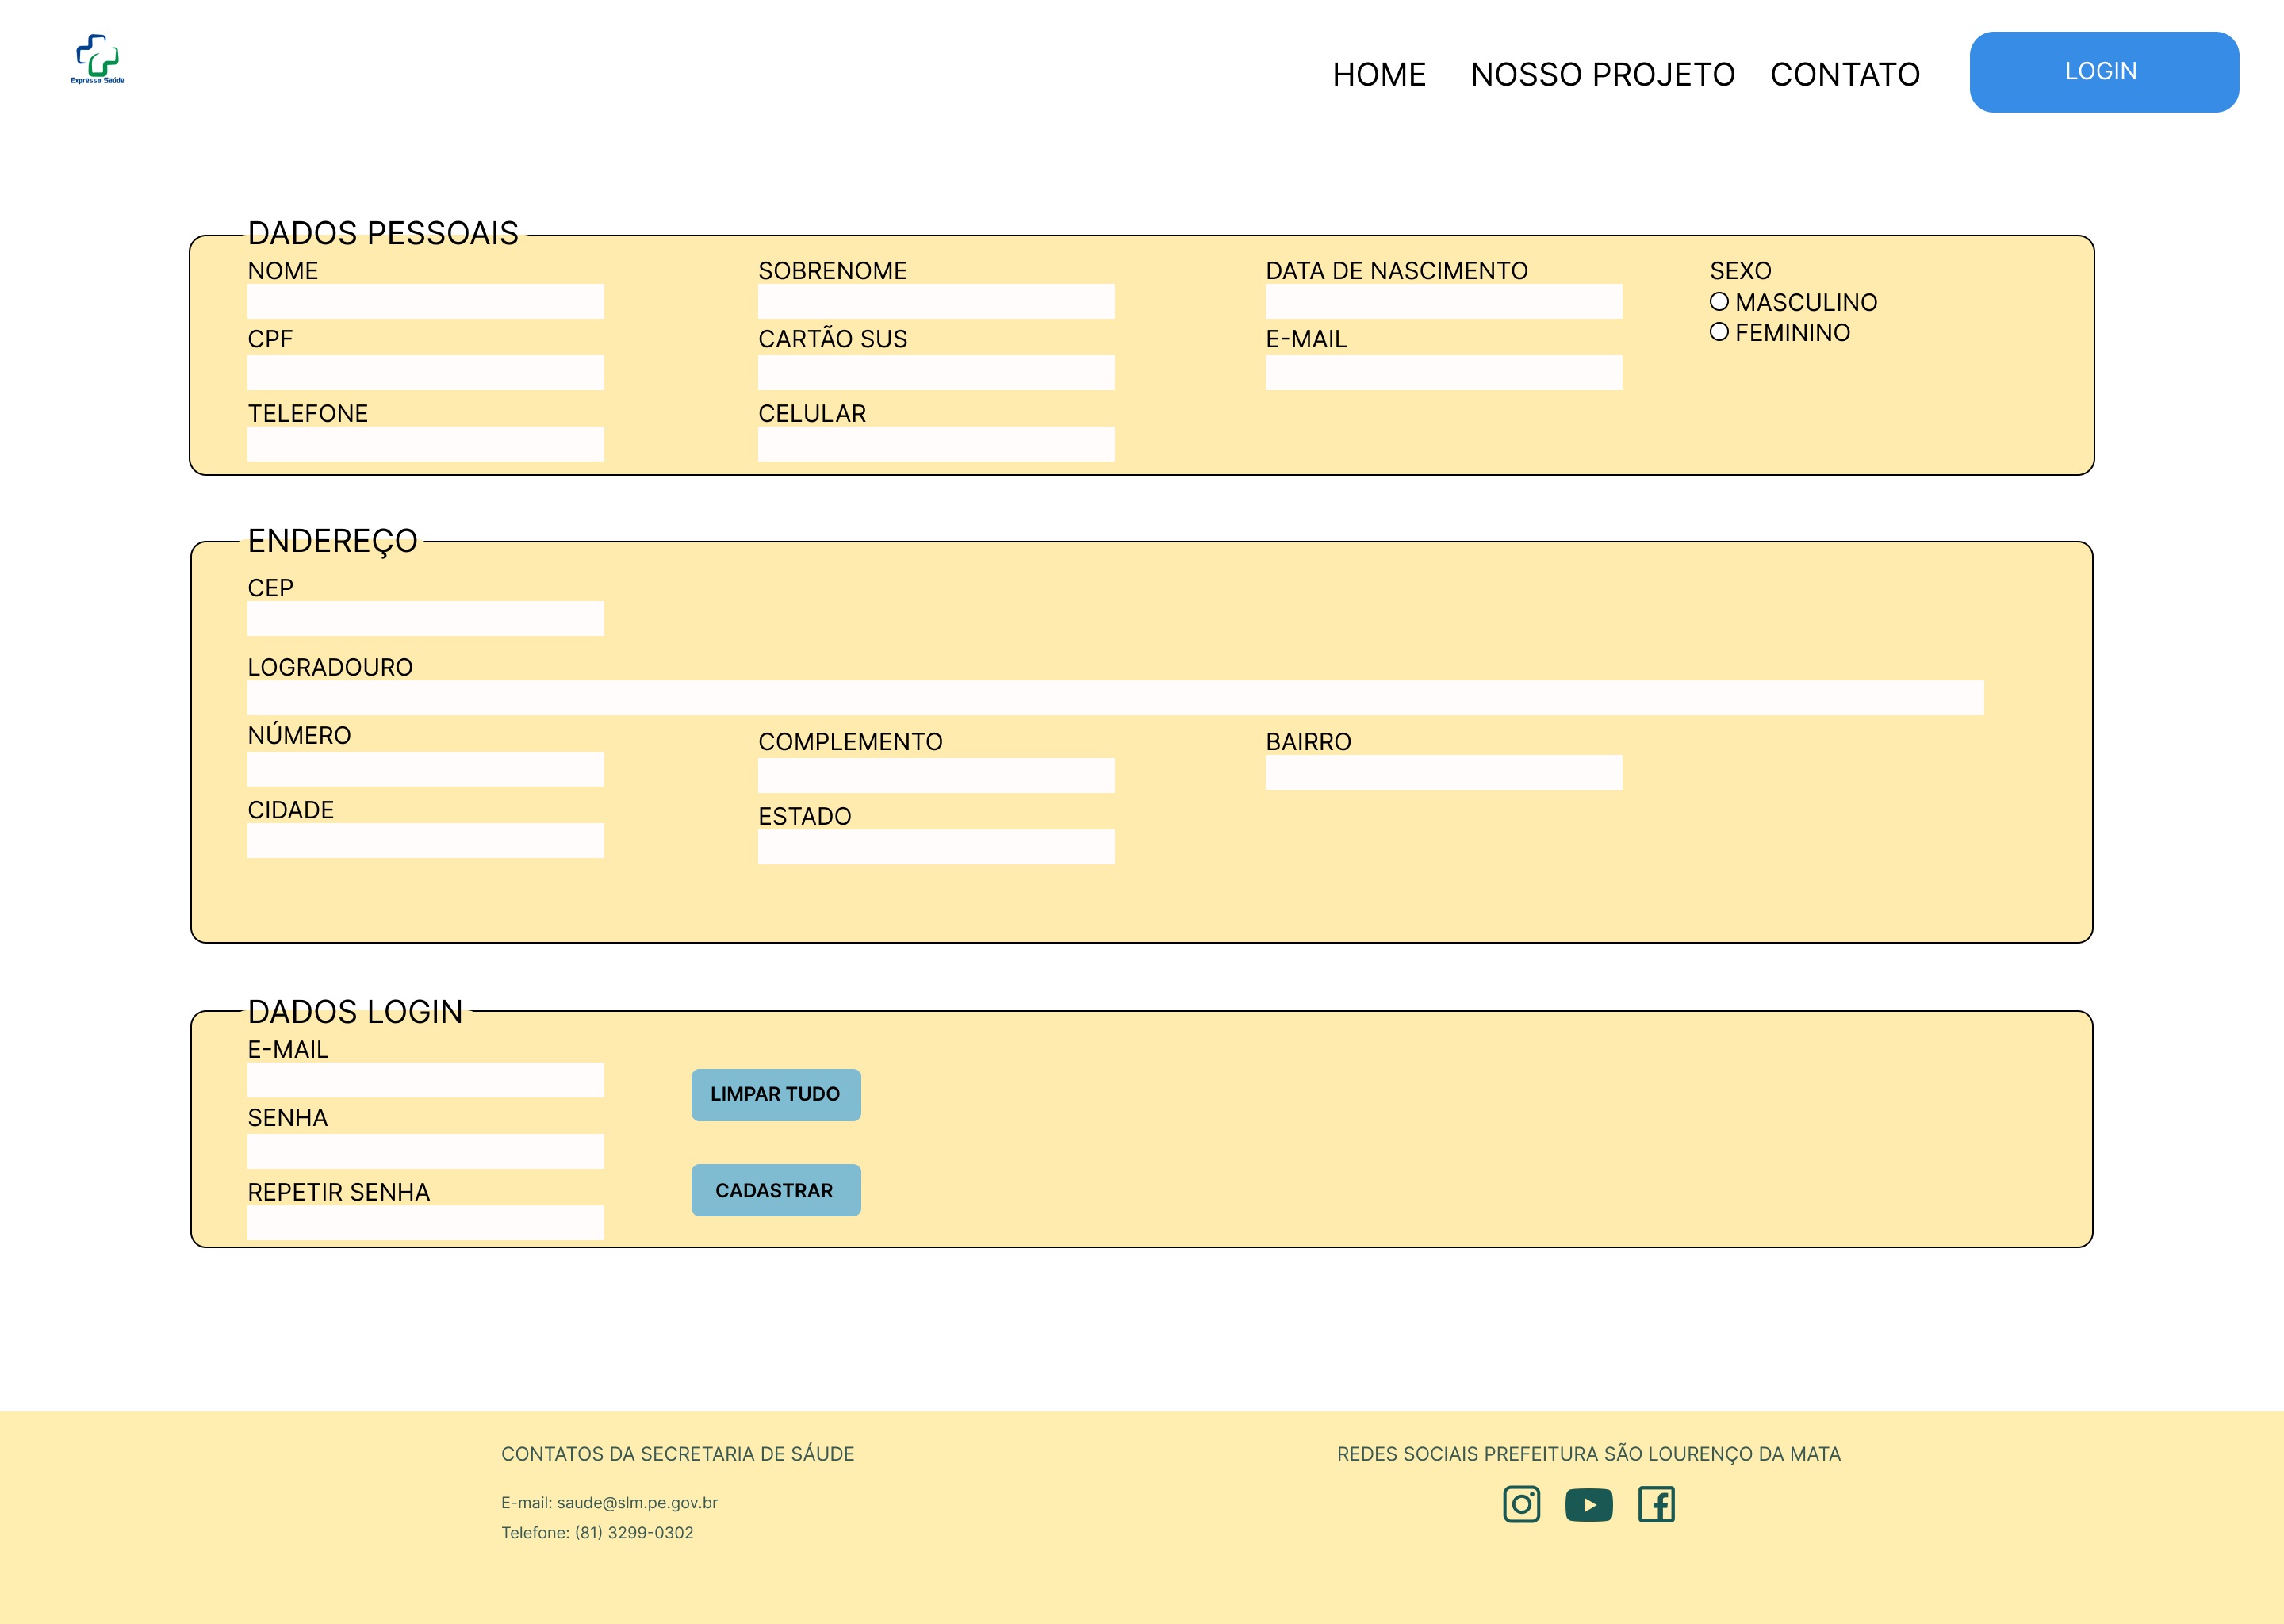 Expresso Saúde
HOME NOSSO PROJETO CONTATO LOGIN
DADOS PESSOAIS
NOME SOBRENOME DATA DE NASCIMENTO SEXO
MASCULINO
CPF CARTÃO SUS E-MAIL FEMININO
TELEFONE CELULAR
ENDEREÇO
CEP
LOGRADOURO
NÚMERO COMPLEMENTO BAIRRO
CIDADE ESTADO
DADOS LOGIN
E-MAIL
LIMPAR TUDO
SENHA
REPETIR SENHA CADASTRAR
CONTATOS DA SECRETARIA DE SÁUDE REDES SOCIAIS PREFEITURA SÃO LOURENÇO DA MATA
E-mail: saude@slm.pe.gov.br
Telefone: (81) 3299-0302